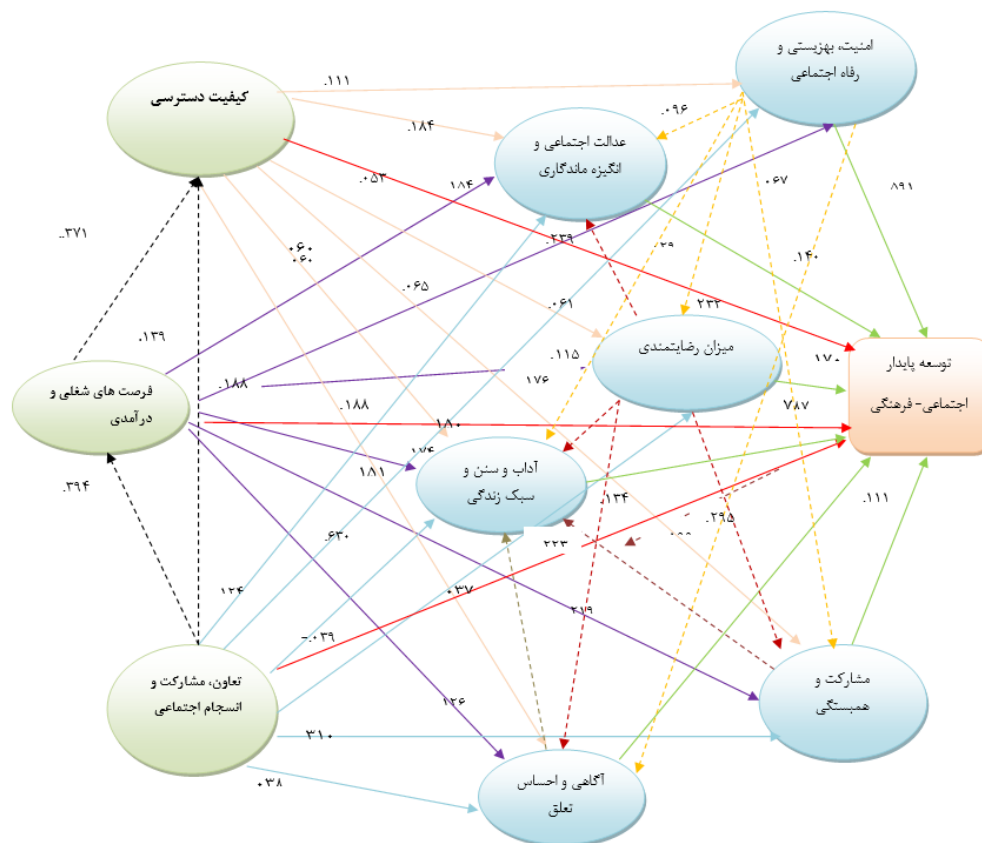 امنیت، بهزیستی و
رفاه اجتماعی
کیفیت دسترسی
.۱۱۱
.۰۹۶
.۱۸۴
عدالت اجتماعی و
انگیزه ماندگاری
.۰۵۳
۱۸۴
.۰۶۷
۸۹۱
..۳۷۱
.۰۶۰
.۰۶۰
.۲۳۹
.۱۴۰
.۰۶۵
.۰۶۱
۲۳۲
.۱۳۹
.۱۱۵
میزان رضایتمندی
۱۷۰
توسعه پایدار
اجتماعی- فرهنگی
فرصت های شغلی و
درآمدی
.۱۸۸
۱۷۶
.۱۸۸
۷۸۷
۱۸۰
۱۷۴
۱۸۱
آداب و سنن و
سبک زندگی
.۳۹۴
.۱۳۴
.۱۱۱
.۲۹۵
.۶۳۰
۲۲۳
۱۲۴
۰۳۷
-.۰۳۹
۲۱۹
تعاون، مشارکت و
انسجام اجتماعی
مشارکت و
همبستگی
۱۲۶
۳۱۰
۰۳۸
آگاهی و احساس
تعلق